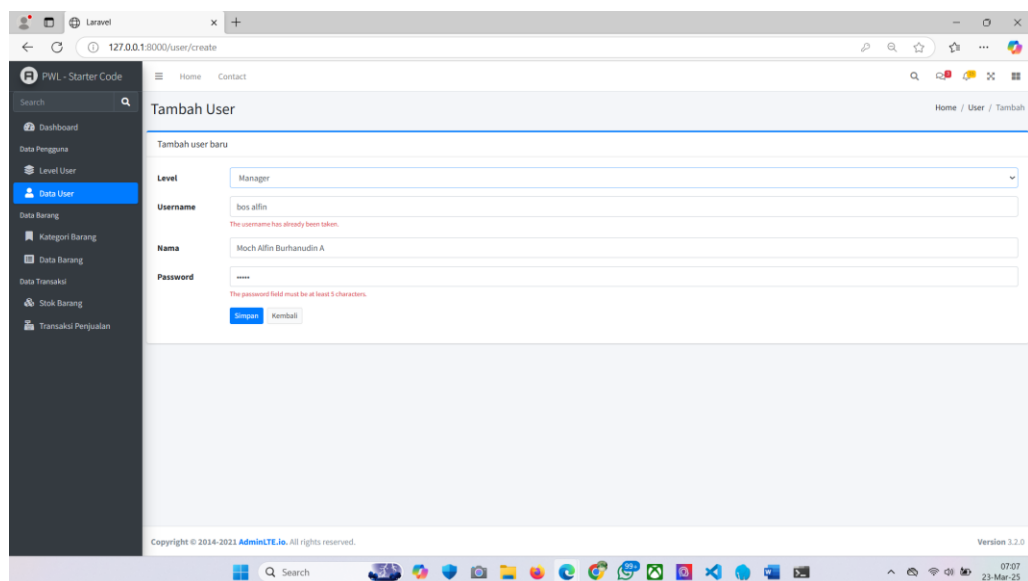 Laravel
127.0.0.1:8000/user/create
PWL - Starter Code
Home Contact
Search
Tambah User
Home / User / Tambah
Dashboard
Data Pengguna
Tambah user baru
Level User
Level
Manager
Data User
Username
bos alfin
Data Barang
The username has already been taken.
Kategori Barang
Nama
Moch Alfin Burhanudin A
Data Barang
Password
Data Transaksi
The password field must be at least 5 characters.
Stok Barang
Simpan Kembali
Transaksi Penjualan
Copyright © 2014-2021 AdminLTE.io. All rights reserved.
Version 3.2.0
Search
99+
07:07
23-Mar-25